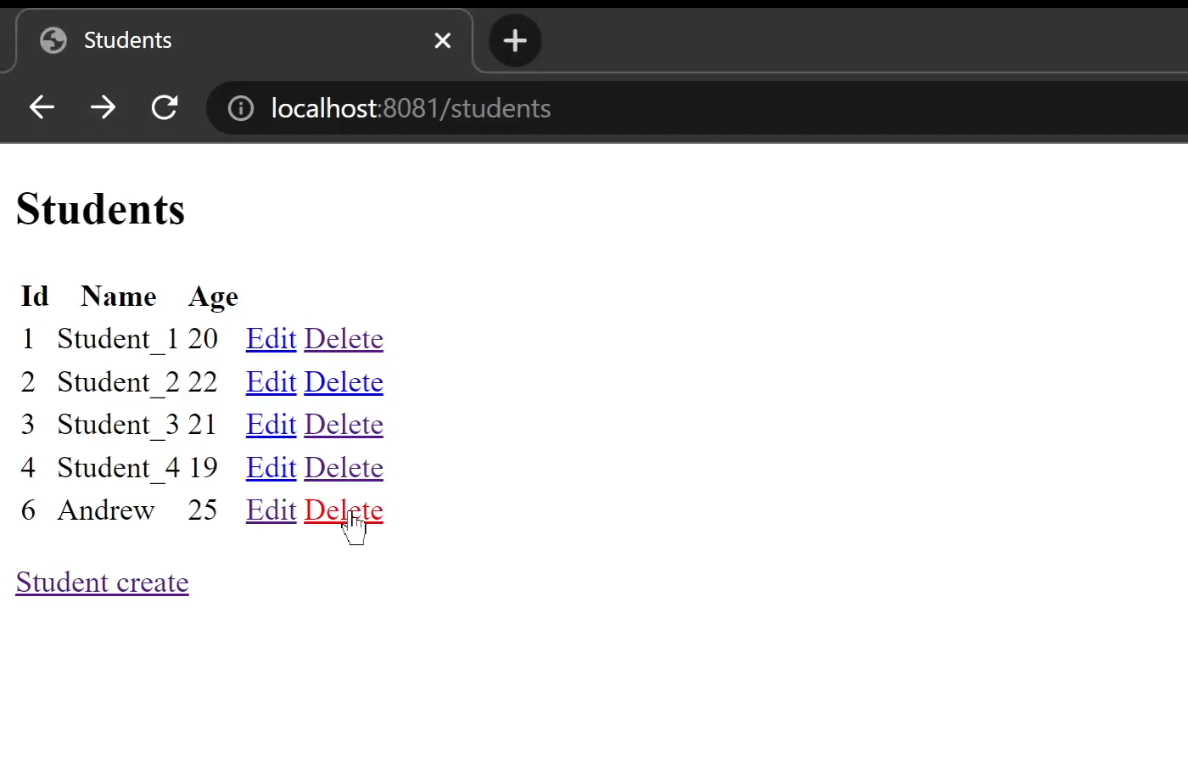 Students
localhost:8081/students
Students
Id Name Age
1 Student_1 20 Edit Delete
2 Student_2 22 Edit Delete
3 Student_3 21 Edit Delete
4 Student_4 19 Edit Delete
6 Andrew 25 Edit Delete
Student create